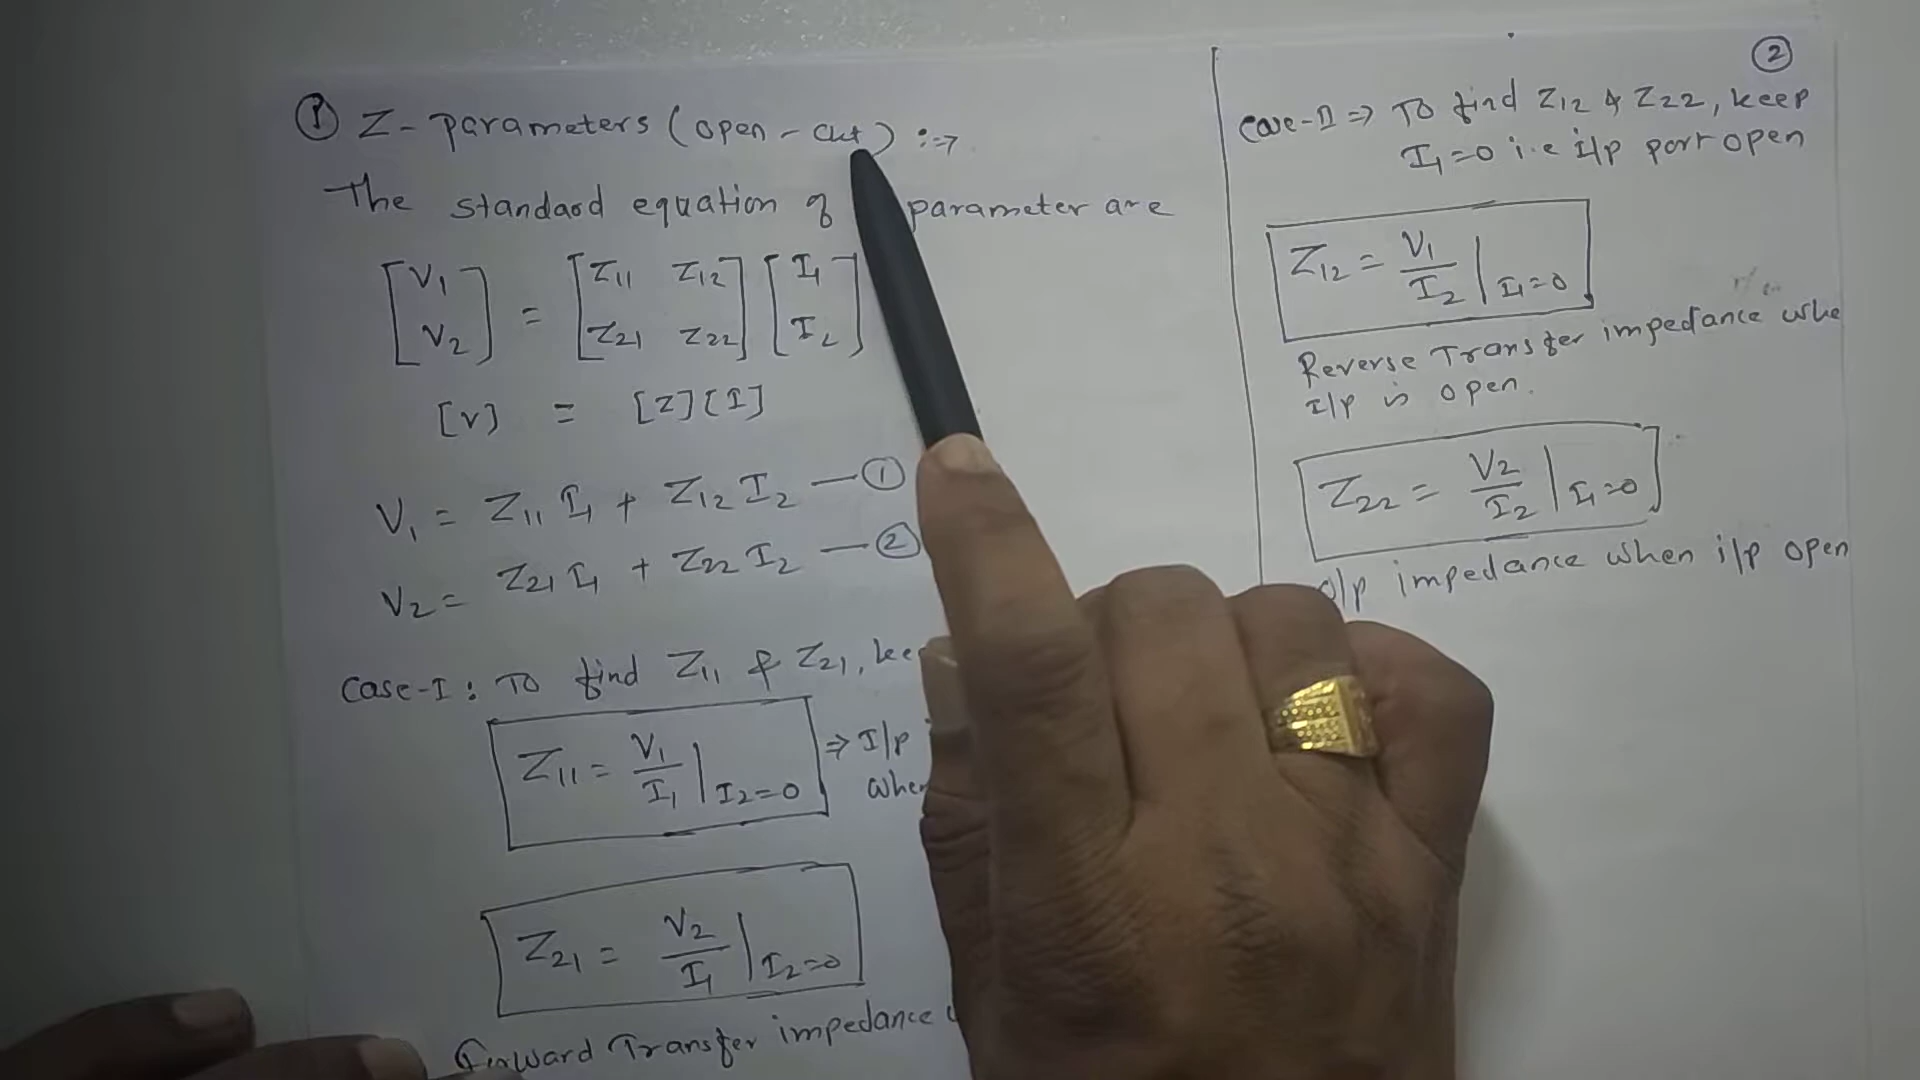 ① Z-parameters (open-ckt) :→
The standard equation of parameter are
[V1 V2] = [Z11 Z12 Z21 Z22] [I1 I2]
[V] = [Z][I]
V1 = Z11 I1 + Z12 I2 — ①
V2 = Z21 I1 + Z22 I2 — ②
Case-I : To find Z11 & Z21,
Z11 = V1/I1 | I2=0 ⇒ I/p
when
Z21 = V2/I1 | I2=0
Forward Transfer impedance
②
Case-II ⇒ To find Z12 & Z22, keep
I1=0 i.e i/p port open
Z12 = V1/I2 | I1=0
Reverse Transfer impedance whe
I/p is open.
Z22 = V2/I2 | I1=0
o/p impedance when i/p open